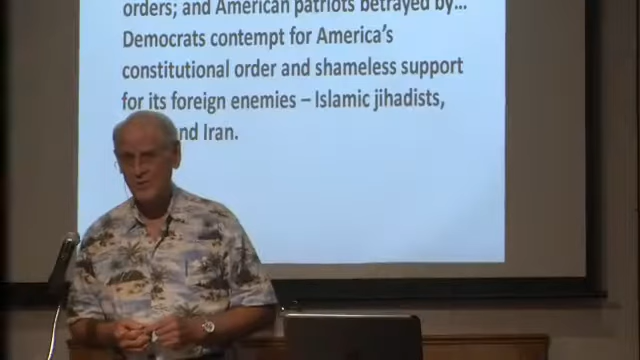 orders; and American patriots betrayed by...
Democrats contempt for America's
constitutional order and shameless support
for its foreign enemies – Islamic jihadists,
nd Iran.